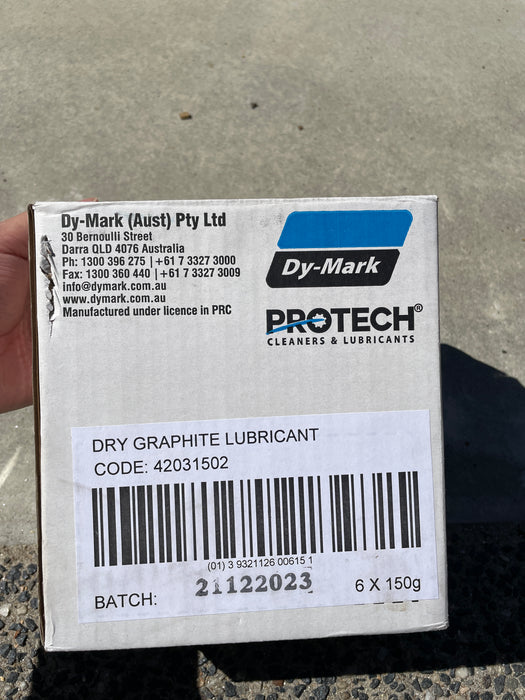 Dy-Mark (Aust) Pty Ltd
30 Bernoulli Street
Darra QLD 4076 Australia
Ph: 1300 396 275 | +61 7 3327 3000
Fax: 1300 360 440 | +61 7 3327 3009
info@dymark.com.au
www.dymark.com.au
Manufactured under licence in PRC
Dy-Mark
PROTECH®
CLEANERS & LUBRICANTS
DRY GRAPHITE LUBRICANT
CODE: 42031502
(01) 3 9321126 00615 1
BATCH: 21122023 6 X 150g